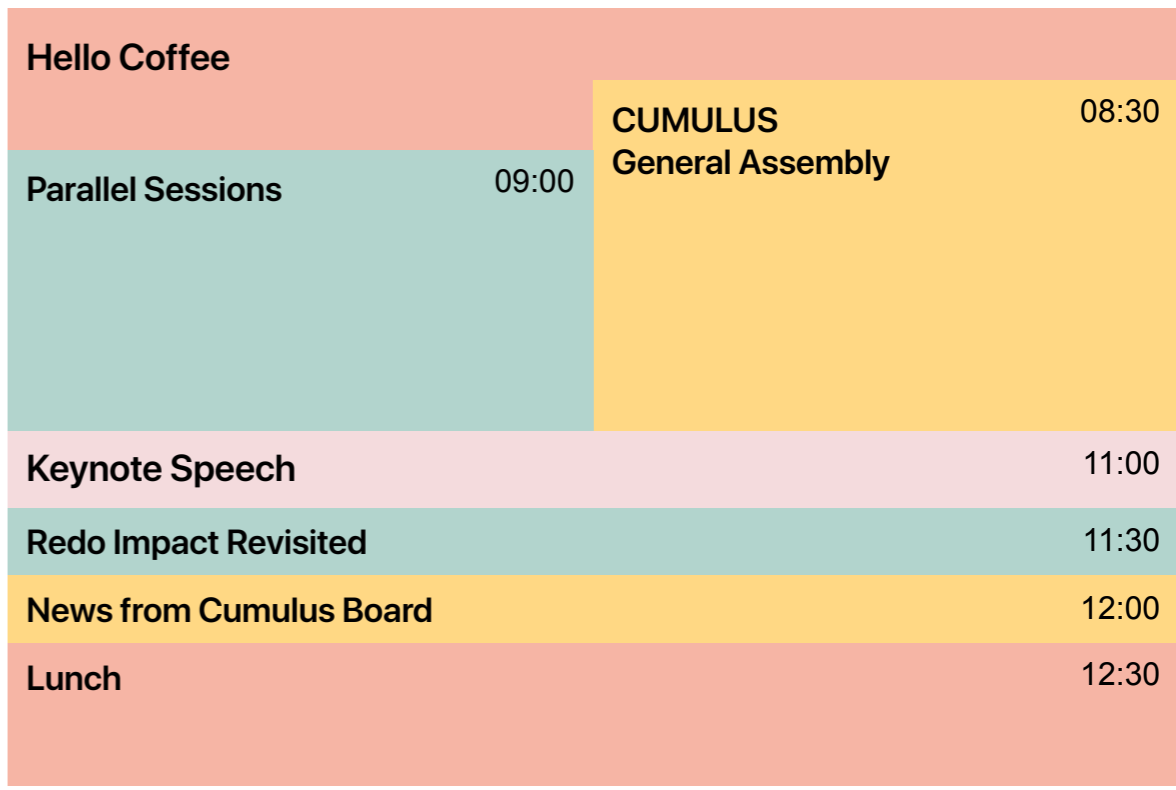 Hello Coffee
CUMULUS
General Assembly
08:30
Parallel Sessions
09:00
Keynote Speech
11:00
Redo Impact Revisited
11:30
News from Cumulus Board
12:00
Lunch
12:30